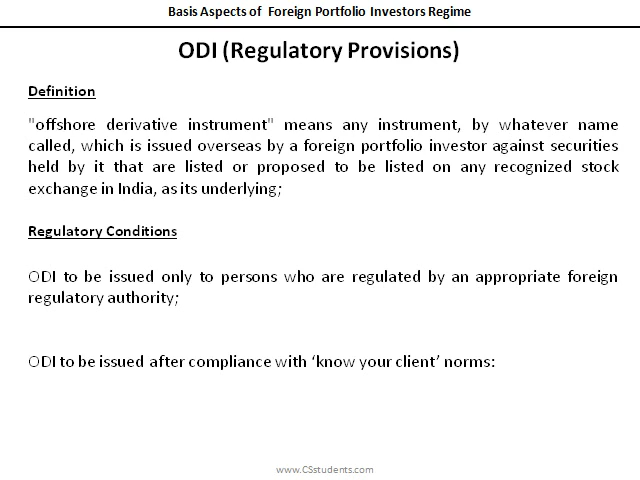 Basis Aspects of Foreign Portfolio Investors Regime
ODI (Regulatory Provisions)
Definition
"offshore derivative instrument" means any instrument, by whatever name
called, which is issued overseas by a foreign portfolio investor against securities
held by it that are listed or proposed to be listed on any recognized stock
exchange in India, as its underlying;
Regulatory Conditions
ODI to be issued only to persons who are regulated by an appropriate foreign
regulatory authority;
ODI to be issued after compliance with ‘know your client’ norms:
www.CSstudents.com